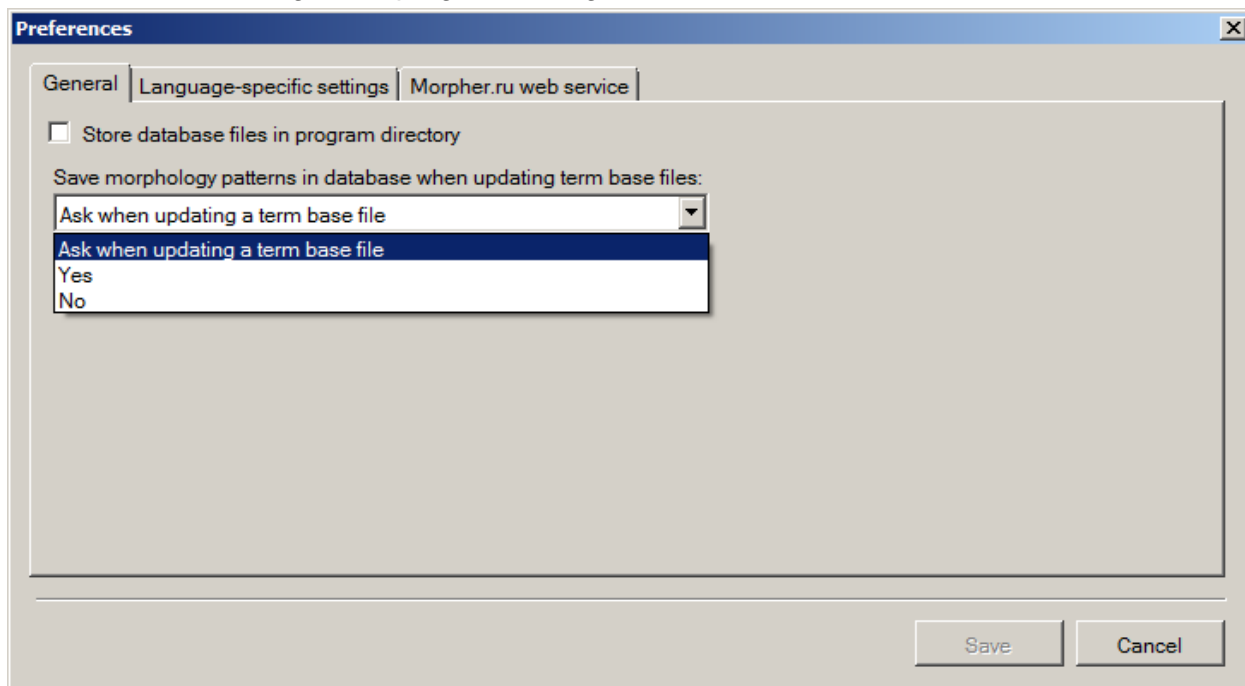 Preferences
General Language-specific settings Morpher.ru web service
Store database files in program directory
Save morphology patterns in database when updating term base files:
Ask when updating a term base file
Ask when updating a term base file
Yes
No
Save Cancel